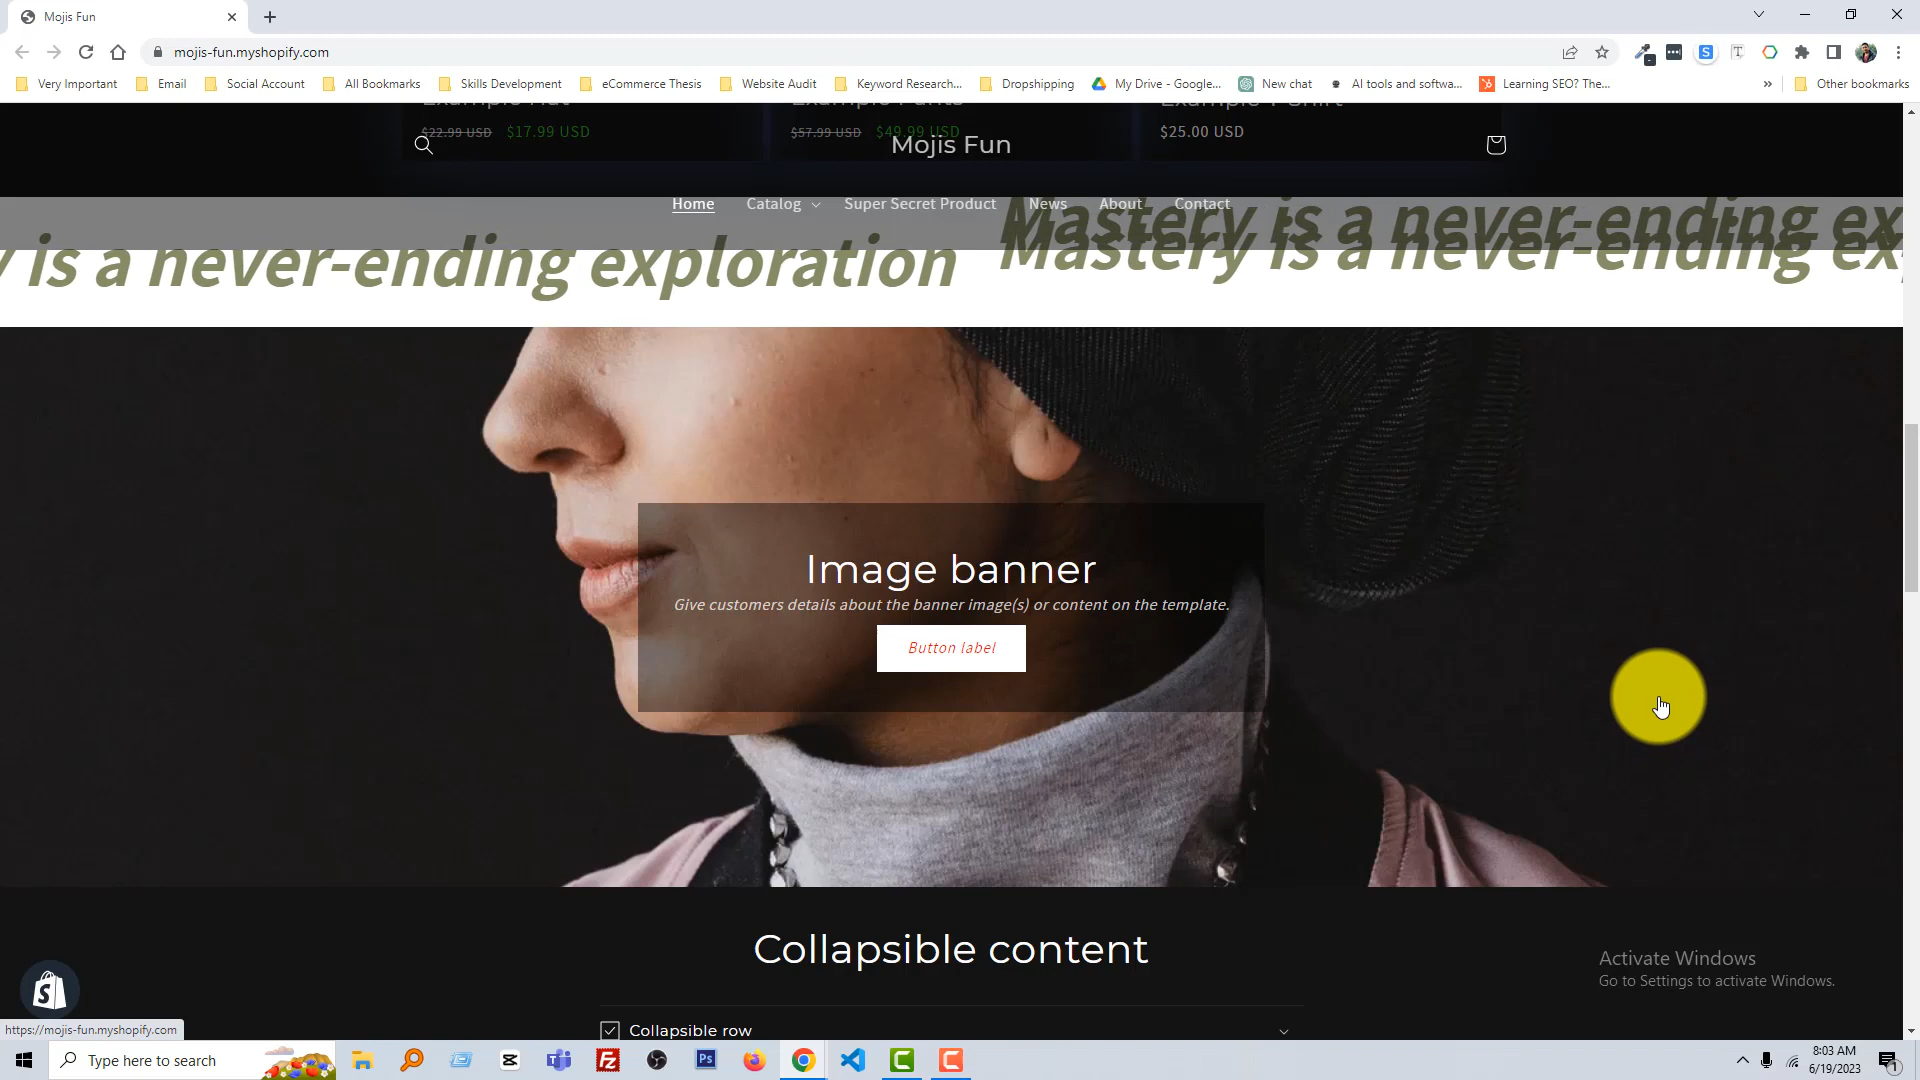 Mojis Fun
mojis-fun.myshopify.com
Very Important
Email
Social Account
All Bookmarks
Skills Development
eCommerce Thesis
Website Audit
Keyword Research...
Dropshipping
My Drive - Google...
New chat
AI tools and softwa...
Learning SEO? The...
»
Other bookmarks
Example Hat
Example Pants
Example T-Shirt
$22.99 USD $17.99 USD
$57.99 USD $49.99 USD
$25.00 USD
Mojis Fun
Home
Catalog
Super Secret Product
News
About
Contact
Mastery is a never-ending ex
Mastery is a never-ending ex
y is a never-ending exploration
Image banner
Give customers details about the banner image(s) or content on the template.
Button label
Collapsible content
Collapsible row
Activate Windows
Go to Settings to activate Windows.
https://mojis-fun.myshopify.com
Type here to search
Ps
8:03 AM
6/19/2023
1